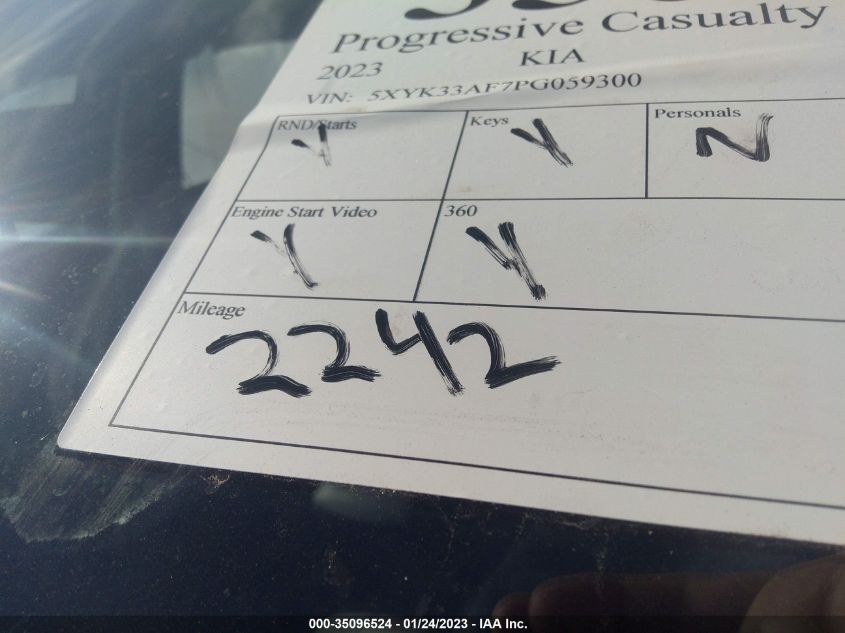 Progressive Casualty
2023 KIA
VIN: 5XYK33AF7PG059300
RND/Starts Keys Personals
Y Y N
Engine Start Video 360
Y Y
Mileage
2242
000-35096524 - 01/24/2023 - IAA Inc.